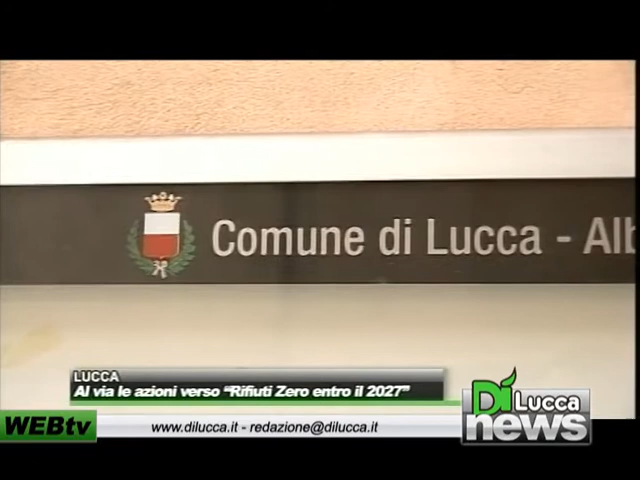 Comune di Lucca - Alb
LUCCA
Al via le azioni verso "Rifiuti Zero entro il 2027"
Dì Lucca
news
WEBtv
www.dilucca.it - redazione@dilucca.it